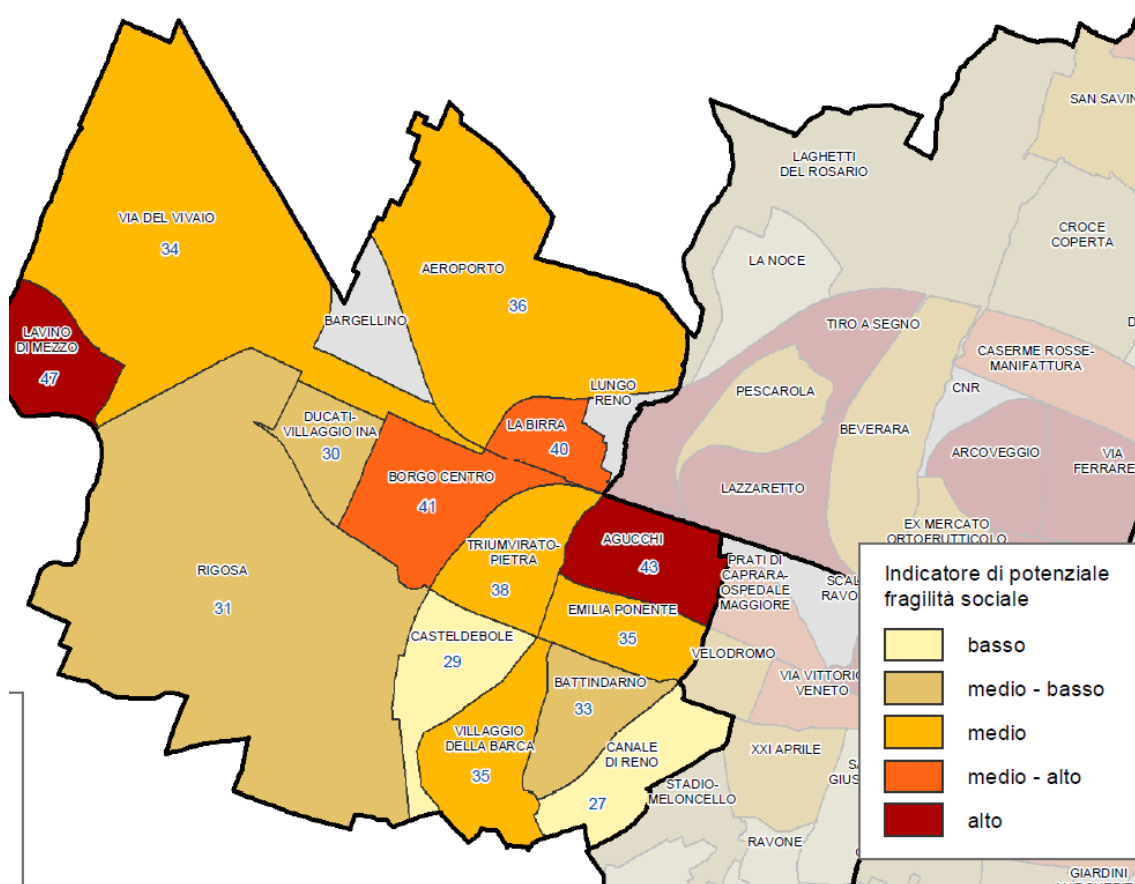 SAN SAVIN
LAGHETTI
DEL ROSARIO
VIA DEL VIVAIO
34
CROCE
COPERTA
LA NOCE
AEROPORTO
36
BARGELLINO
TIRO A SEGNO
LAVINO
DI MEZZO
47
CASERME ROSSE-
MANIFATTURA
CNR
LUNGO
RENO
PESCAROLA
DUCATI-
VILLAGGIO INA
30
LA BIRRA
40
BEVERARA
ARCOVEGGIO
VIA
FERRARE
BORGO CENTRO
41
LAZZARETTO
EX MERCATO
ORTOFRUTTICOLO
TRIUMVIRATO-
PIETRA
38
AGUCCHI
43
PRATI DI
CAPRARA-
OSPEDALE
MAGGIORE
SCAL
RAVO
RIGOSA
31
EMILIA PONENTE
35
CASTELDEBOLE
29
VELODROMO
VIA VITTORIO
VENETO
BATTINDARNO
33
VILLAGGIO
DELLA BARCA
35
CANALE
DI RENO
27
XXI APRILE
SA
GIUS
STADIO-
MELONCELLO
RAVONE
GIARDINI
Indicatore di potenziale
fragilità sociale
basso
medio - basso
medio
medio - alto
alto